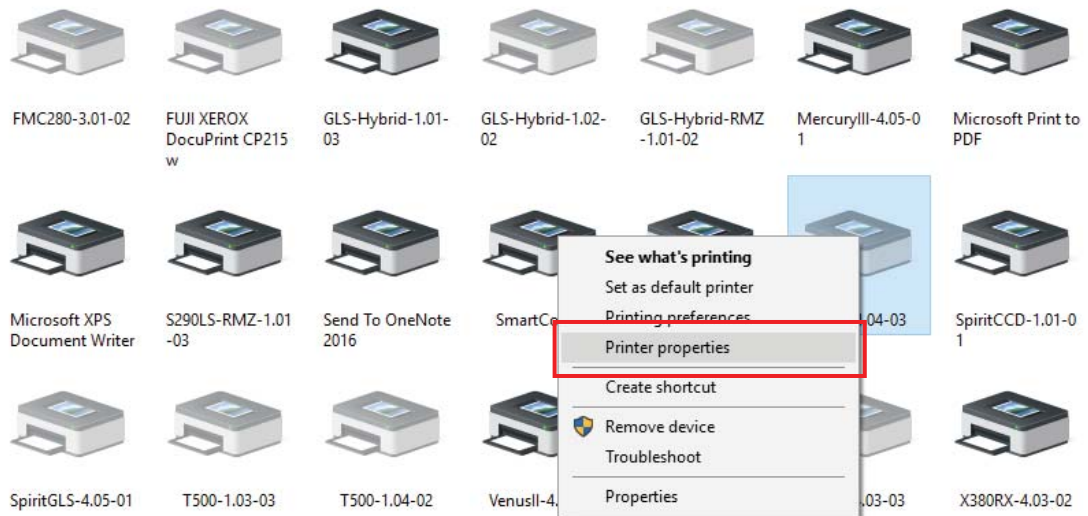 FMC280-3.01-02
FUJI XEROX
DocuPrint CP215
w
GLS-Hybrid-1.01-
03
GLS-Hybrid-1.02-
02
GLS-Hybrid-RMZ
-1.01-02
MercuryIII-4.05-0
1
Microsoft Print to
PDF
Microsoft XPS
Document Writer
S290LS-RMZ-1.01
-03
Send To OneNote
2016
SmartCo
.04-03
SpiritCCD-1.01-0
1
See what's printing
Set as default printer
Printing preferences
Printer properties
Create shortcut
Remove device
Troubleshoot
Properties
SpiritGLS-4.05-01
T500-1.03-03
T500-1.04-02
VenusII-4.
.03-03
X380RX-4.03-02